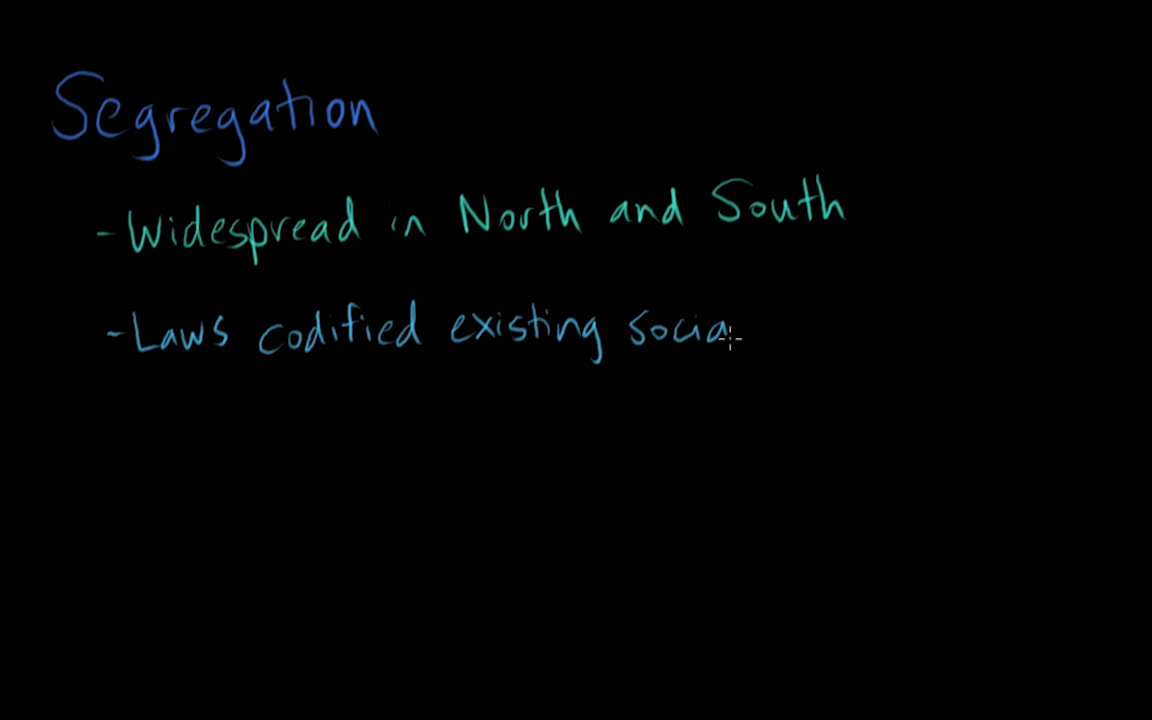 Segregation
- Widespread in North and South
- Laws codified existing socia